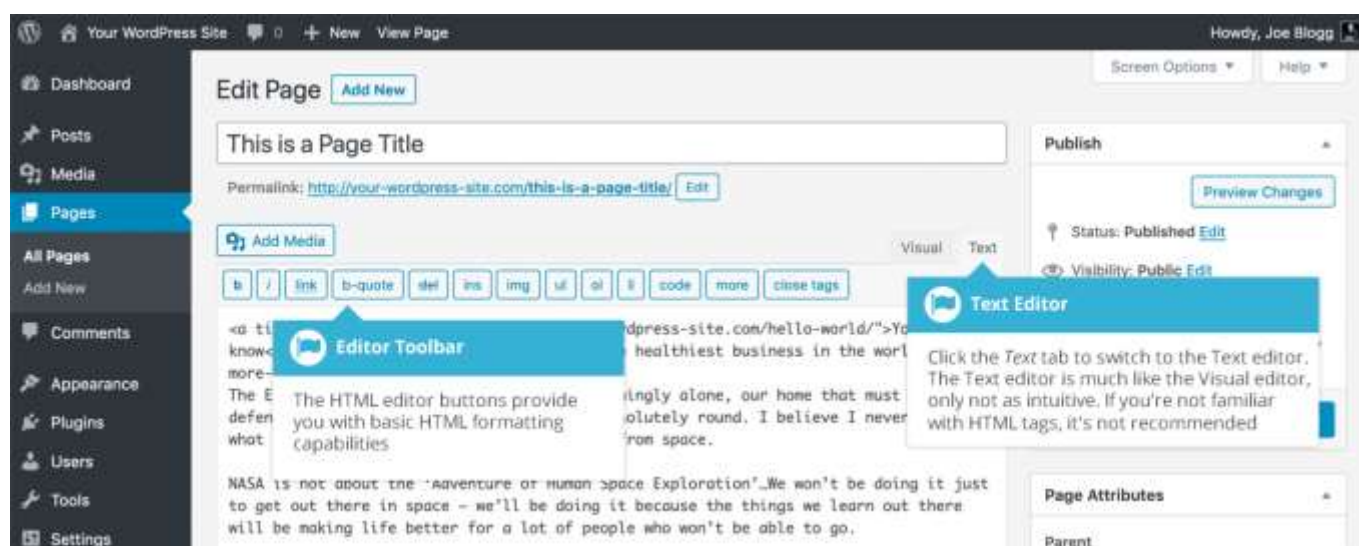 Your WordPress Site 0 + New View Page Howdy, Joe Blogg
Screen Options Help
Dashboard
Posts
Media
Pages
All Pages
Add New
Comments
Appearance
Plugins
Users
Tools
Settings
Edit Page Add New
This is a Page Title
Permalink: http://your-wordpress-site.com/this-is-a-page-title/ Edit
Add Media
Visual Text
b i link b-quote del ins img ul ol li code more close tags
<a ti
dpress-site.com/hello-world/">Yo
know<
healthiest business in the worl
more-
The E
ingly alone, our home that must
defen
olutely round. I believe I never
what
from space.
NASA is not about the 'Adventure of Human Space Exploration'…We won't be doing it just
to get out there in space – we'll be doing it because the things we learn out there
will be making life better for a lot of people who won't be able to go.
Editor Toolbar
The HTML editor buttons provide
you with basic HTML formatting
capabilities
Text Editor
Click the Text tab to switch to the Text editor.
The Text editor is much like the Visual editor,
only not as intuitive. If you're not familiar
with HTML tags, it's not recommended
Publish
Preview Changes
Status: Published Edit
Visibility: Public Edit
Page Attributes
Parent